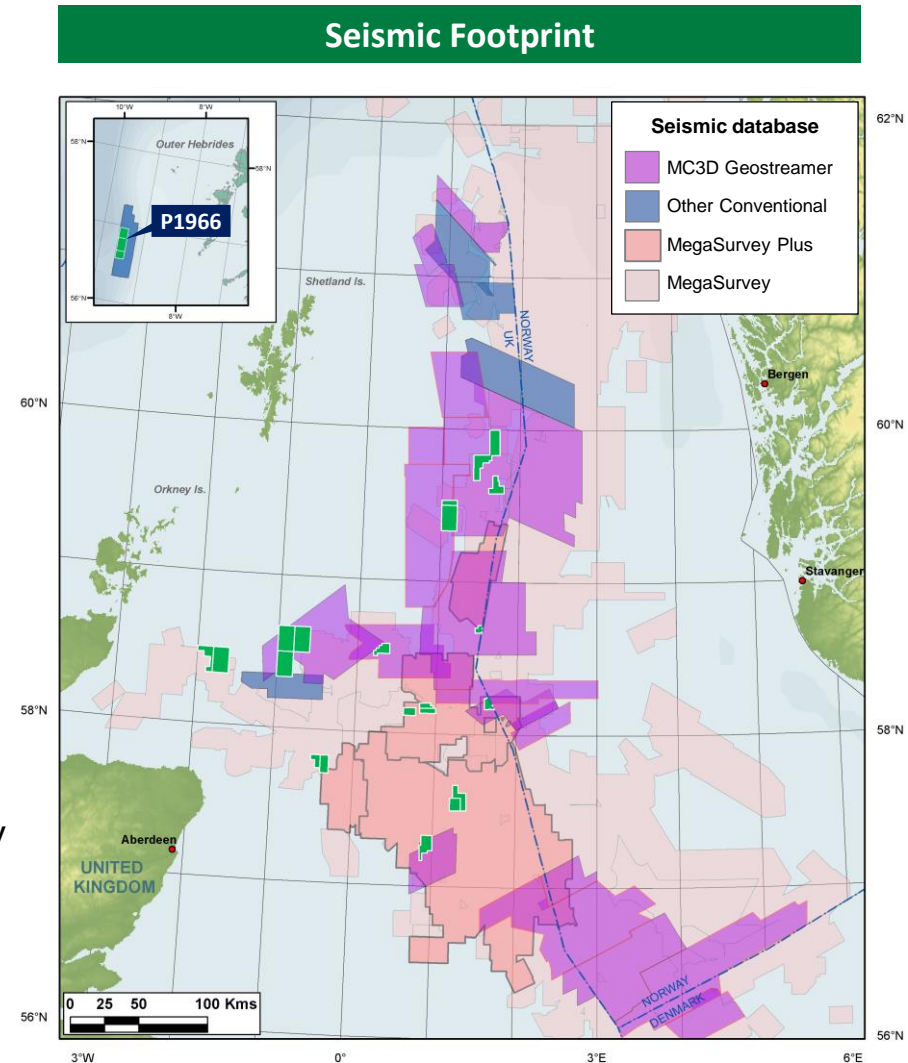 Seismic Footprint
10°W
8°W
58°N
Outer Hebrides
58°N
P1966
56°N
8°W
Seismic database
MC3D Geostreamer
Other Conventional
MegaSurvey Plus
MegaSurvey
62°N
Shetland Is.
NORWAY
UK
Bergen
60°N
60°N
Orkney Is.
Stavanger
58°N
58°N
y
Aberdeen
UNITED
KINGDOM
NORWAY
DENMARK
0 25 50 100 Kms
56°N
56°N
3°W
0°
3°E
6°E